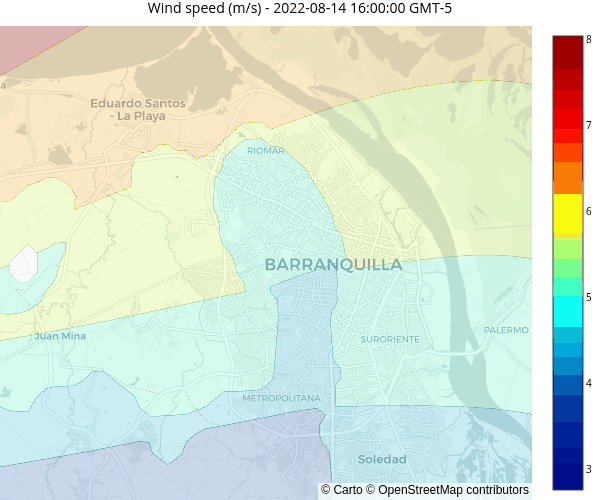 Wind speed (m/s) - 2022-08-14 16:00:00 GMT-5
8
a
Eduardo Santos
- La Playa
7
RIOMAR
6
BARRANQUILLA
5
Juan Mina
SURORIENTE
PALERMO
4
METROPOLITANA
Soledad
3
© Carto © OpenStreetMap contributors